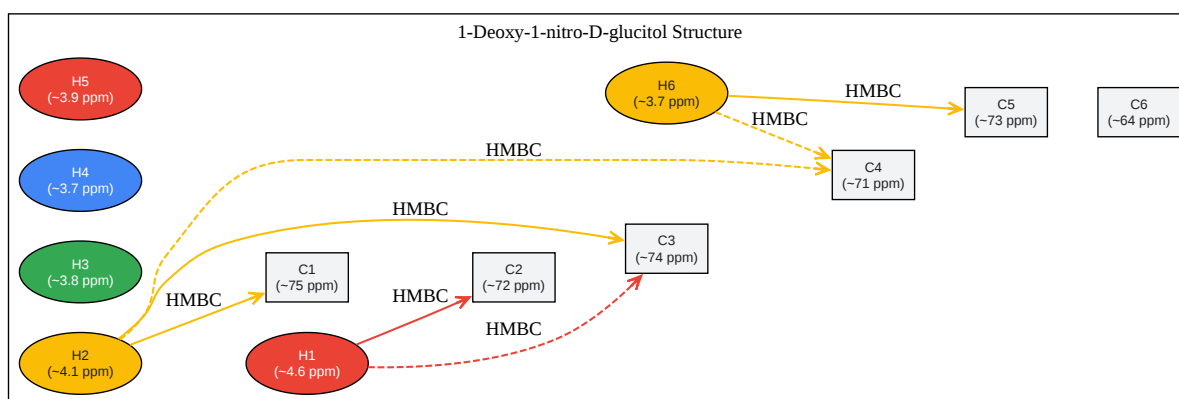 1-Deoxy-1-nitro-D-glucitol Structure
H5
(~3.9 ppm)
H6
(~3.7 ppm)
HMBC
C5
(~73 ppm)
C6
(~64 ppm)
HMBC
H4
(~3.7 ppm)
HMBC
C4
(~71 ppm)
HMBC
C3
(~74 ppm)
H3
(~3.8 ppm)
C1
(~75 ppm)
C2
(~72 ppm)
HMBC
HMBC
HMBC
H2
(~4.1 ppm)
H1
(~4.6 ppm)